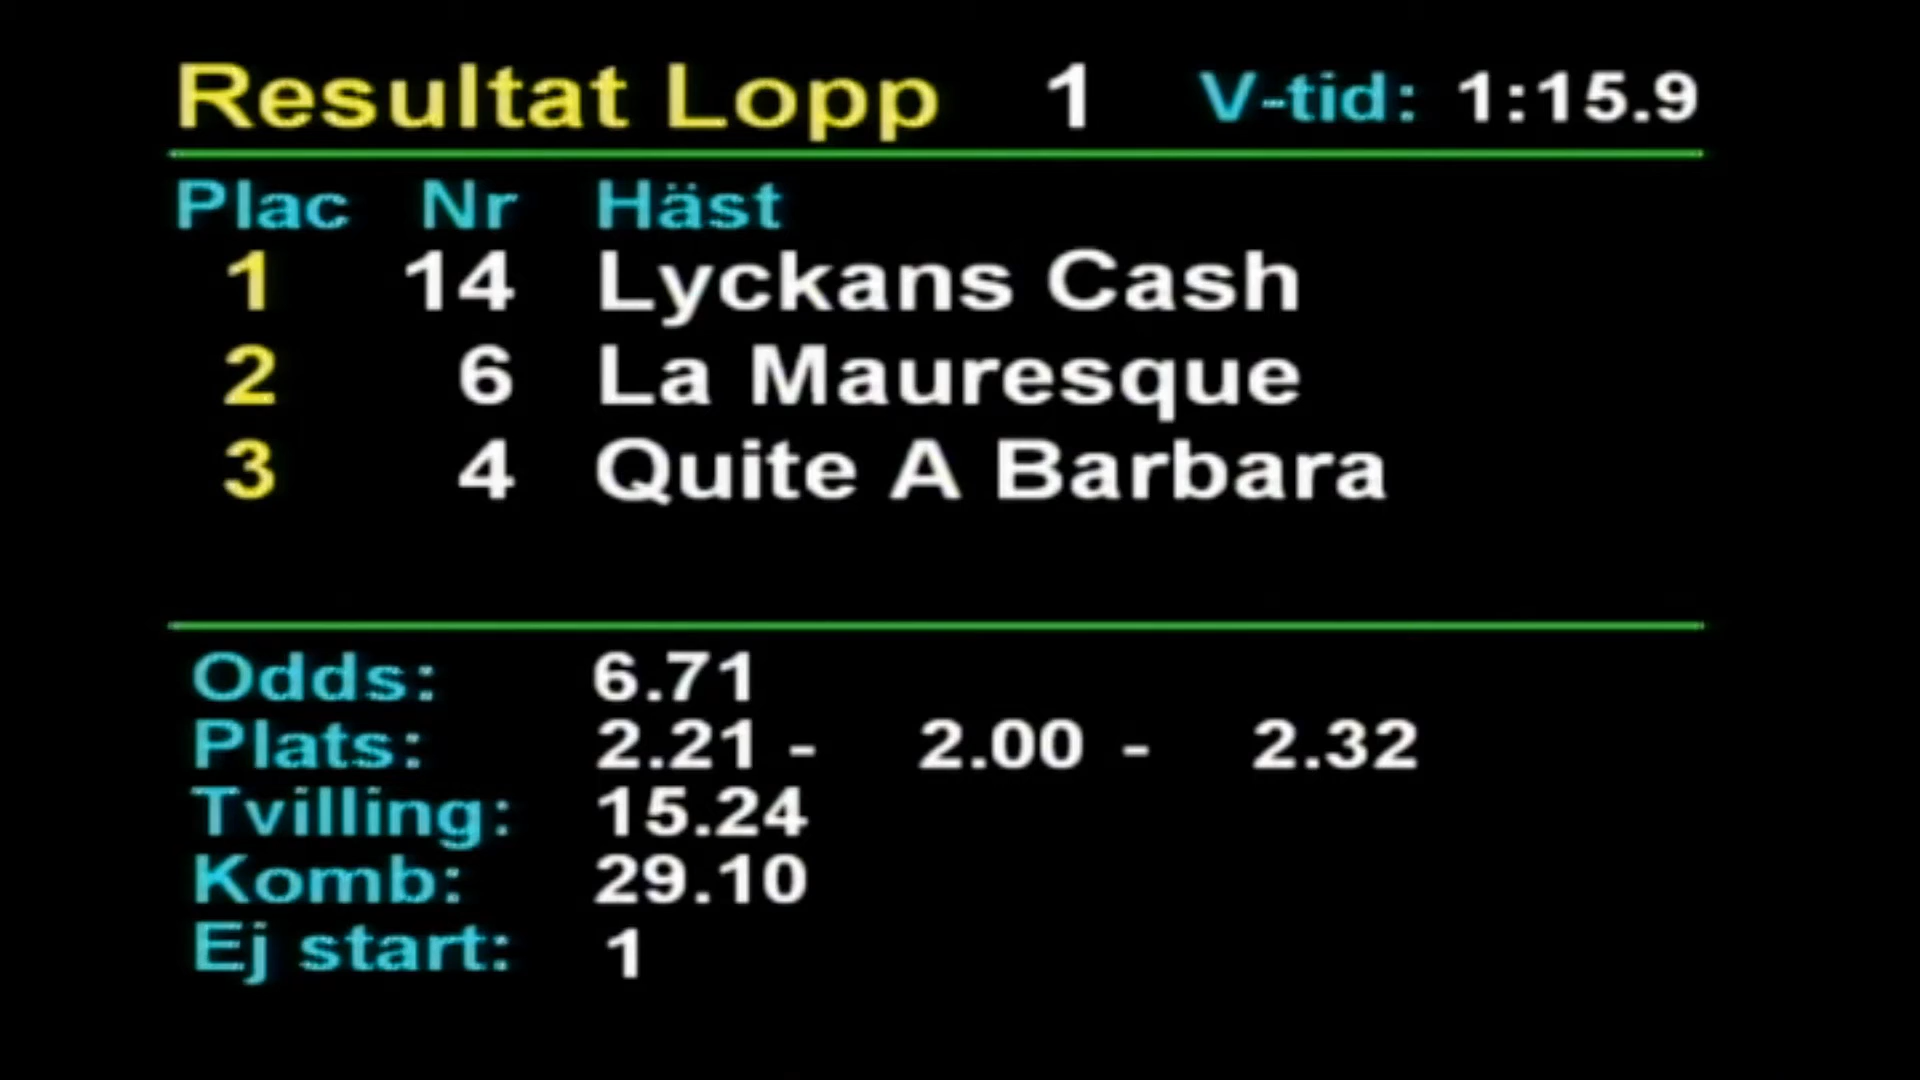 Resultat Lopp 1 V-tid: 1:15.9
Plac Nr Häst
1 14 Lyckans Cash
2 6 La Mauresque
3 4 Quite A Barbara
Odds: 6.71
Plats: 2.21 - 2.00 - 2.32
Tvilling: 15.24
Komb: 29.10
Ej start: 1